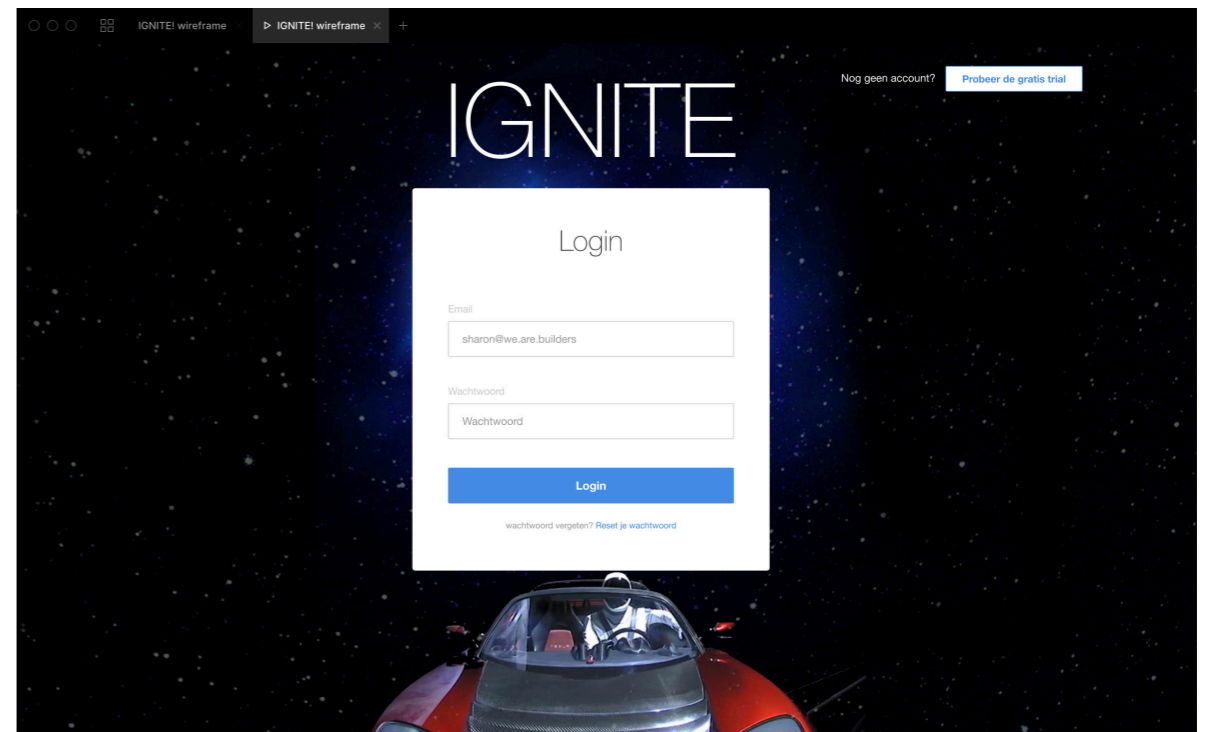 IGNITE! wireframe
IGNITE! wireframe
IGNITE
Nog geen account? Probeer de gratis trial
Login
Email
sharon@we.are.builders
Wachtwoord
Wachtwoord
Login
wachtwoord vergeten? Reset je wachtwoord